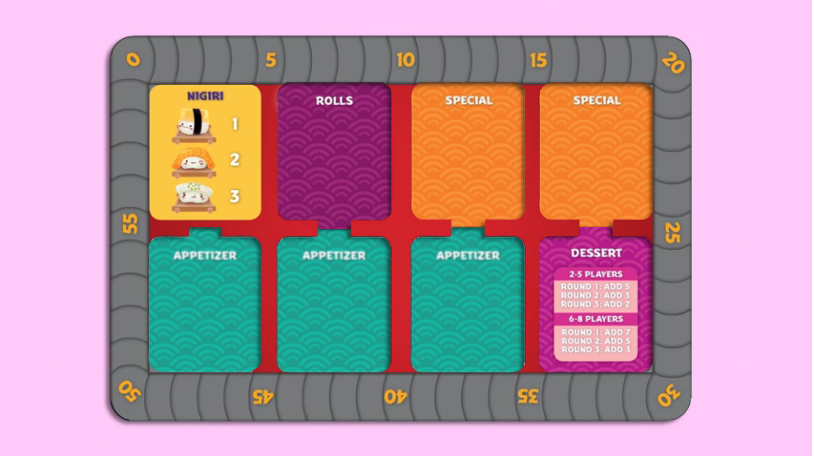 0
5
10
15
20
NIGIRI
1
2
3
ROLLS
SPECIAL
SPECIAL
55
25
APPETIZER
APPETIZER
APPETIZER
DESSERT
2-5 PLAYERS
ROUND 1: ADD 5
ROUND 2: ADD 3
ROUND 3: ADD 2
6-8 PLAYERS
ROUND 1: ADD 7
ROUND 2: ADD 5
ROUND 3: ADD 3
50
45
40
35
30